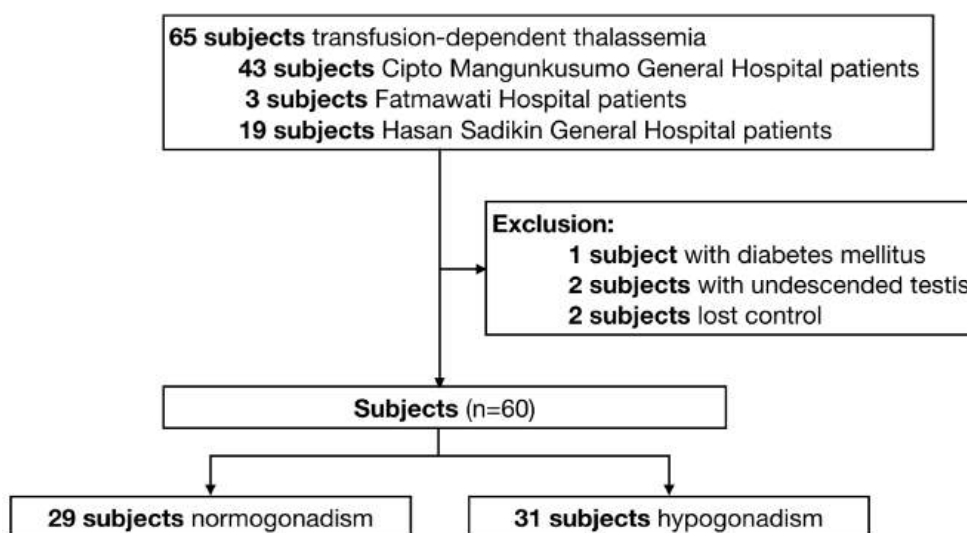 65 subjects transfusion-dependent thalassemia
43 subjects Cipto Mangunkusumo General Hospital patients
3 subjects Fatmawati Hospital patients
19 subjects Hasan Sadikin General Hospital patients
Exclusion:
1 subject with diabetes mellitus
2 subjects with undescended testis
2 subjects lost control
Subjects (n=60)
29 subjects normogonadism
31 subjects hypogonadism